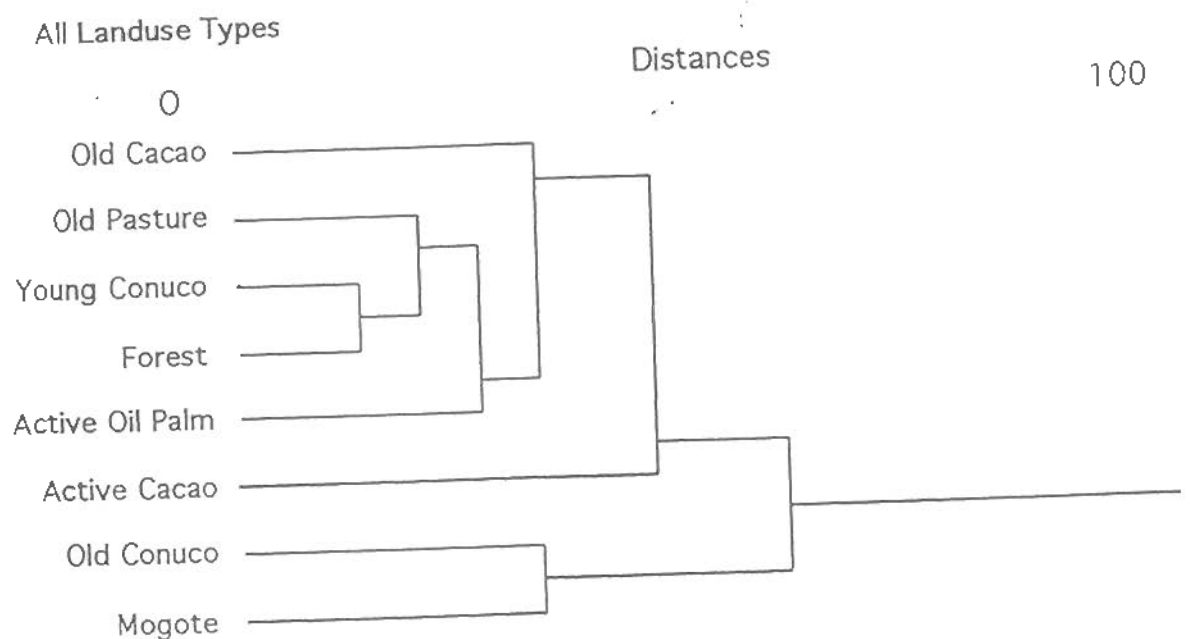 All Landuse Types
Distances
0
100
Old Cacao
Old Pasture
Young Conuco
Forest
Active Oil Palm
Active Cacao
Old Conuco
Mogote